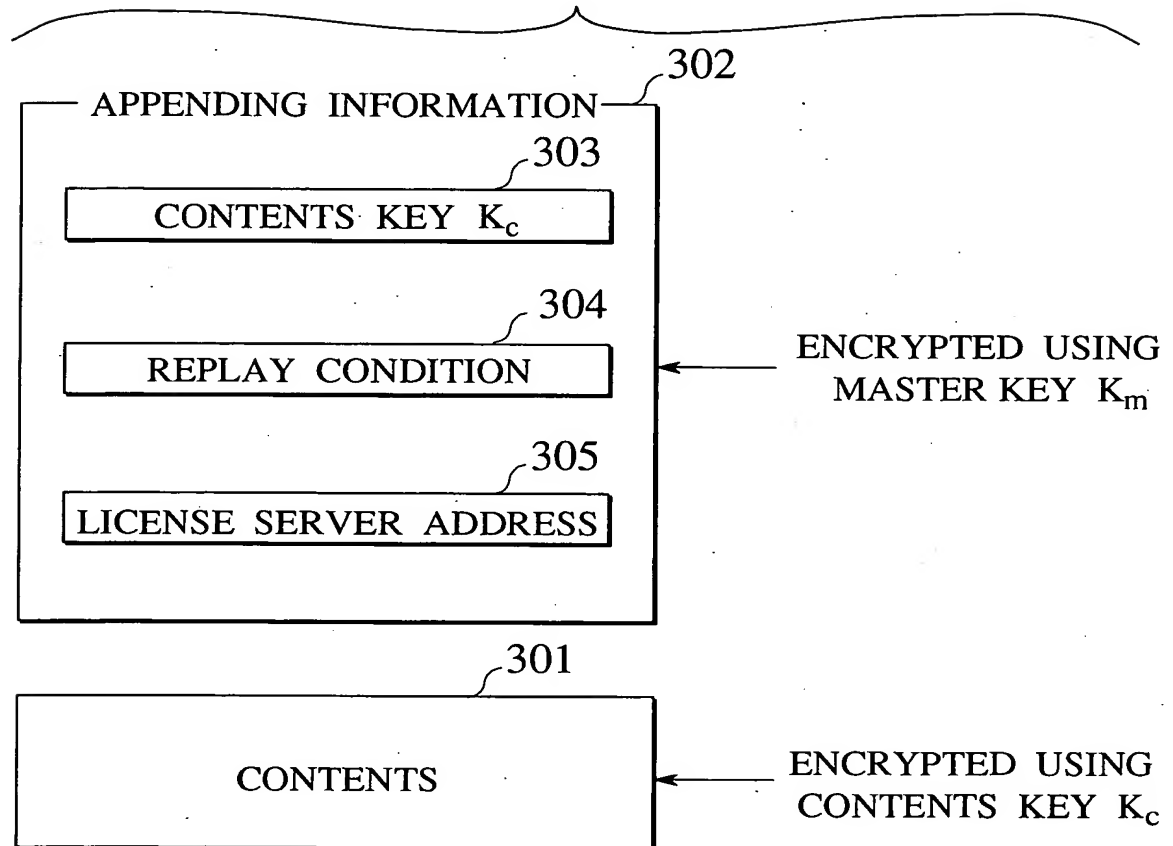 302
APPENDING INFORMATION
303
CONTENTS KEY Kc
304
REPLAY CONDITION
ENCRYPTED USING
MASTER KEY Km
305
LICENSE SERVER ADDRESS
301
CONTENTS
ENCRYPTED USING
CONTENTS KEY Kc